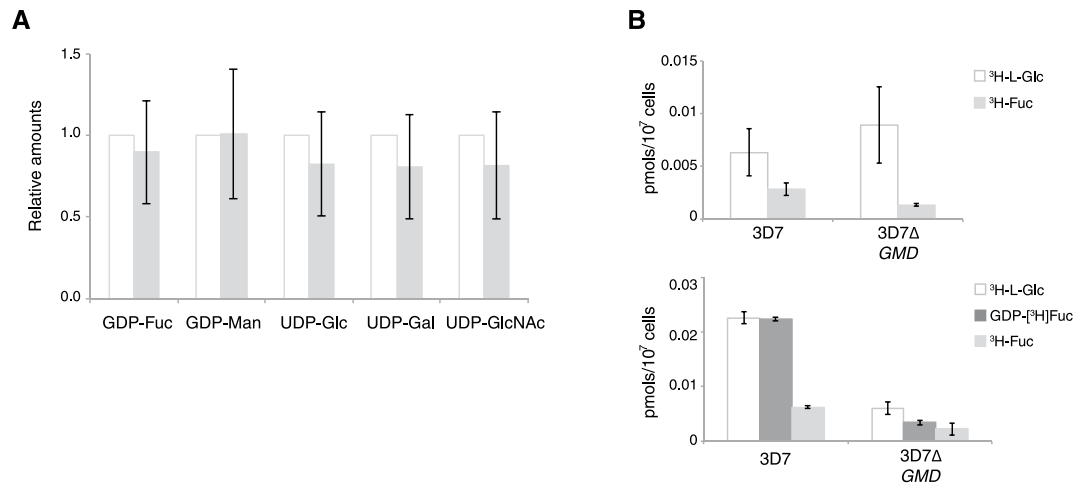 A
1.5
1.0
0.5
0.0
Relative amounts
GDP-Fuc GDP-Man UDP-Glc UDP-Gal UDP-GlcNAc
B
0.015
0.01
0.005
0
pmols/10⁷ cells
³H-L-Glc
³H-Fuc
3D7 3D7Δ
GMD
0.03
0.02
0.01
0
pmols/10⁷ cells
³H-L-Glc
GDP-[³H]Fuc
³H-Fuc
3D7 3D7Δ
GMD